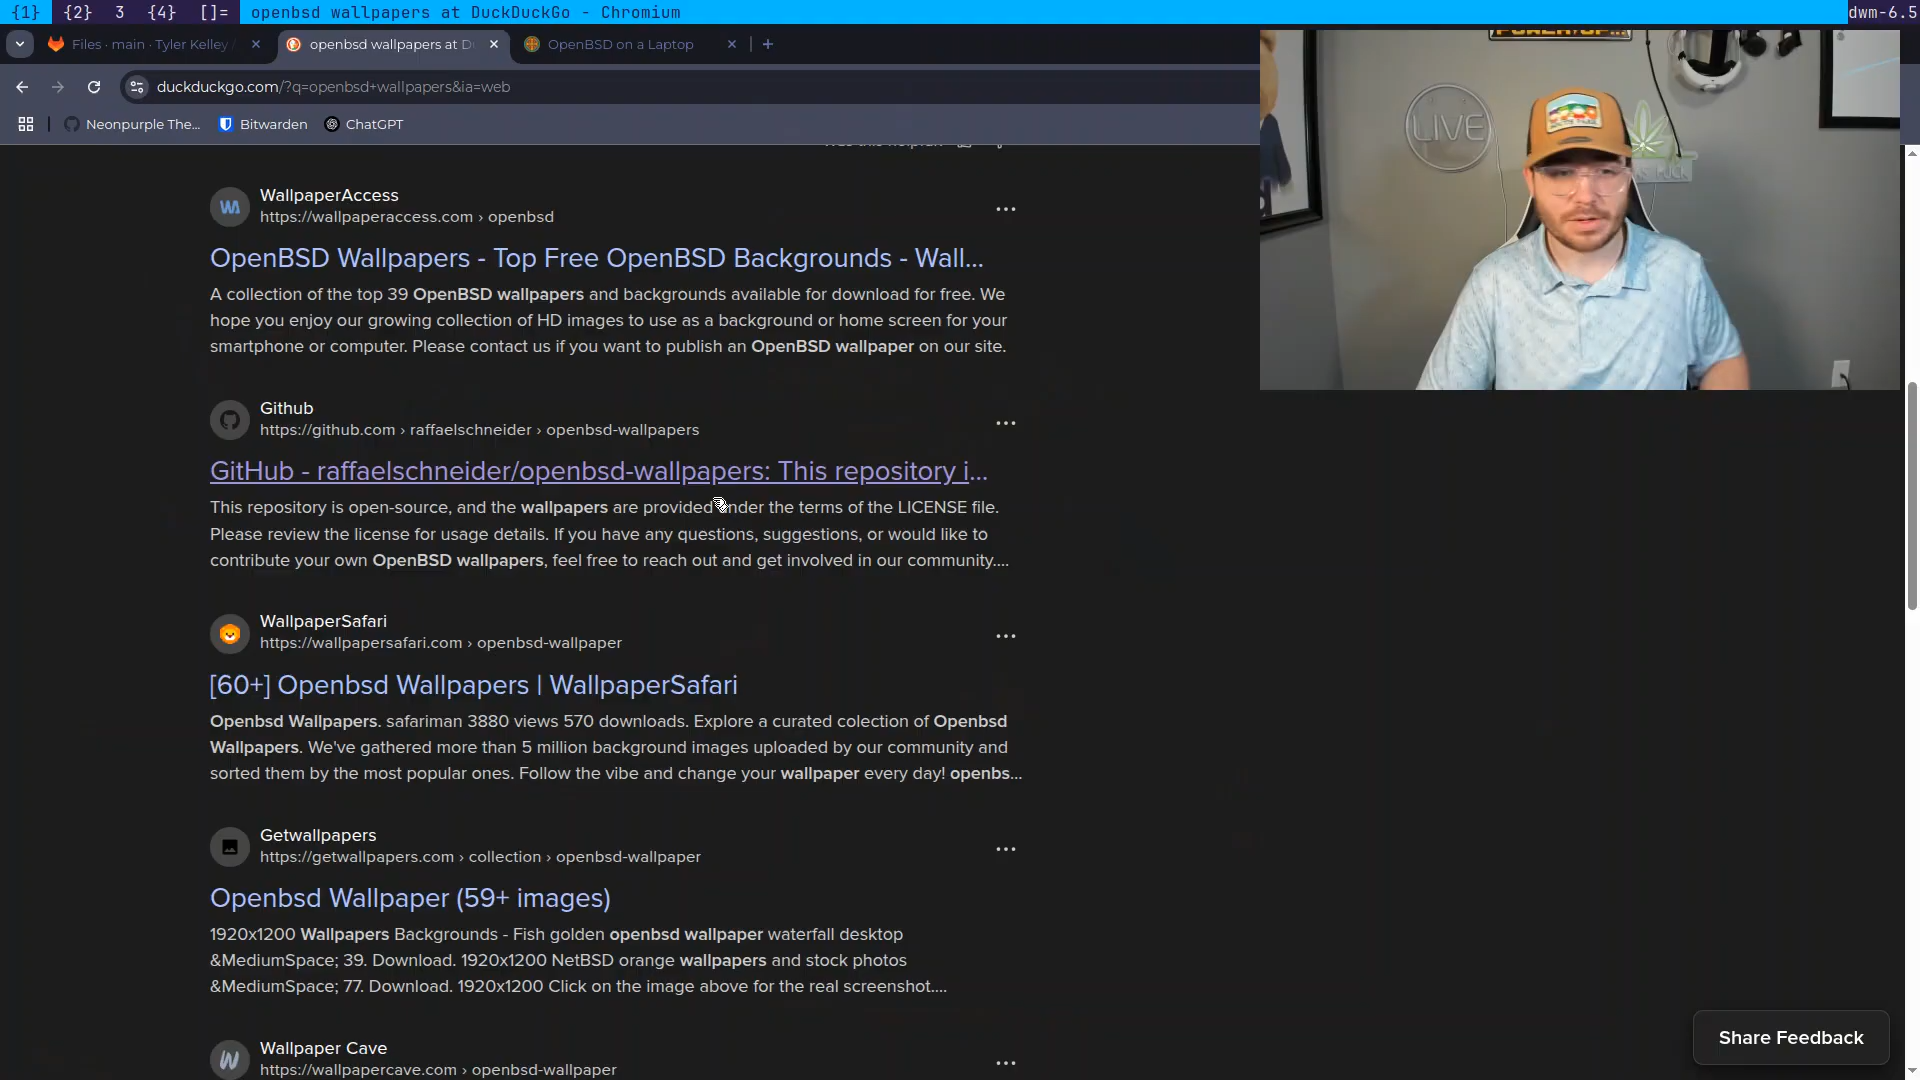 {1} {2} 3 {4} []= openbsd wallpapers at DuckDuckGo - Chromium dwm-6.5
Files · main · Tyler Kelley / openbsd wallpapers at D OpenBSD on a Laptop
duckduckgo.com/?q=openbsd+wallpapers&ia=web
Neonpurple The... Bitwarden ChatGPT
LIVE
WallpaperAccess
https://wallpaperaccess.com › openbsd
OpenBSD Wallpapers - Top Free OpenBSD Backgrounds - Wall...
A collection of the top 39 OpenBSD wallpapers and backgrounds available for download for free. We
hope you enjoy our growing collection of HD images to use as a background or home screen for your
smartphone or computer. Please contact us if you want to publish an OpenBSD wallpaper on our site.
Github
https://github.com › raffaelschneider › openbsd-wallpapers
GitHub - raffaelschneider/openbsd-wallpapers: This repository i...
This repository is open-source, and the wallpapers are provided under the terms of the LICENSE file.
Please review the license for usage details. If you have any questions, suggestions, or would like to
contribute your own OpenBSD wallpapers, feel free to reach out and get involved in our community....
WallpaperSafari
https://wallpapersafari.com › openbsd-wallpaper
[60+] Openbsd Wallpapers | WallpaperSafari
Openbsd Wallpapers. safariman 3880 views 570 downloads. Explore a curated colection of Openbsd
Wallpapers. We've gathered more than 5 million background images uploaded by our community and
sorted them by the most popular ones. Follow the vibe and change your wallpaper every day! openbs...
Getwallpapers
https://getwallpapers.com › collection › openbsd-wallpaper
Openbsd Wallpaper (59+ images)
1920x1200 Wallpapers Backgrounds - Fish golden openbsd wallpaper waterfall desktop
&MediumSpace; 39. Download. 1920x1200 NetBSD orange wallpapers and stock photos
&MediumSpace; 77. Download. 1920x1200 Click on the image above for the real screenshot....
Wallpaper Cave
https://wallpapercave.com › openbsd-wallpaper
Share Feedback